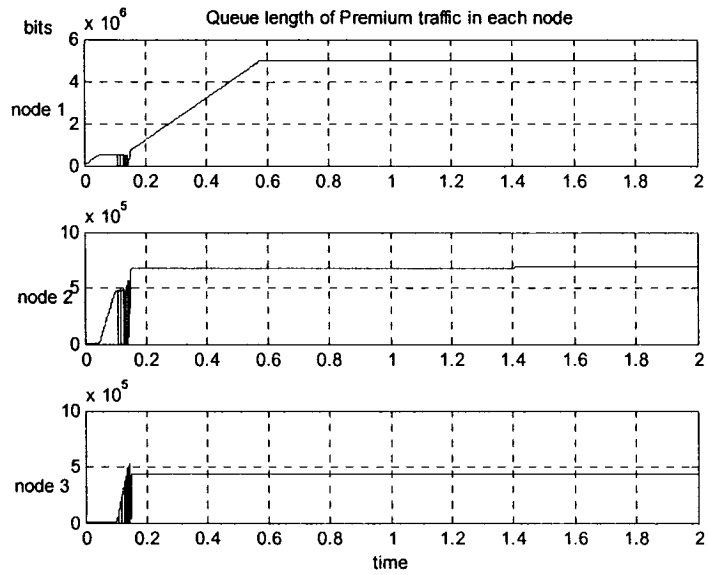 Queue length of Premium traffic in each node
bits
x 10^6
6
4
node 1
2
0
0 0.2 0.4 0.6 0.8 1 1.2 1.4 1.6 1.8 2
x 10^5
10
node 2
5
0
0 0.2 0.4 0.6 0.8 1 1.2 1.4 1.6 1.8 2
x 10^5
10
5
node 3
0
0 0.2 0.4 0.6 0.8 1 1.2 1.4 1.6 1.8 2
time